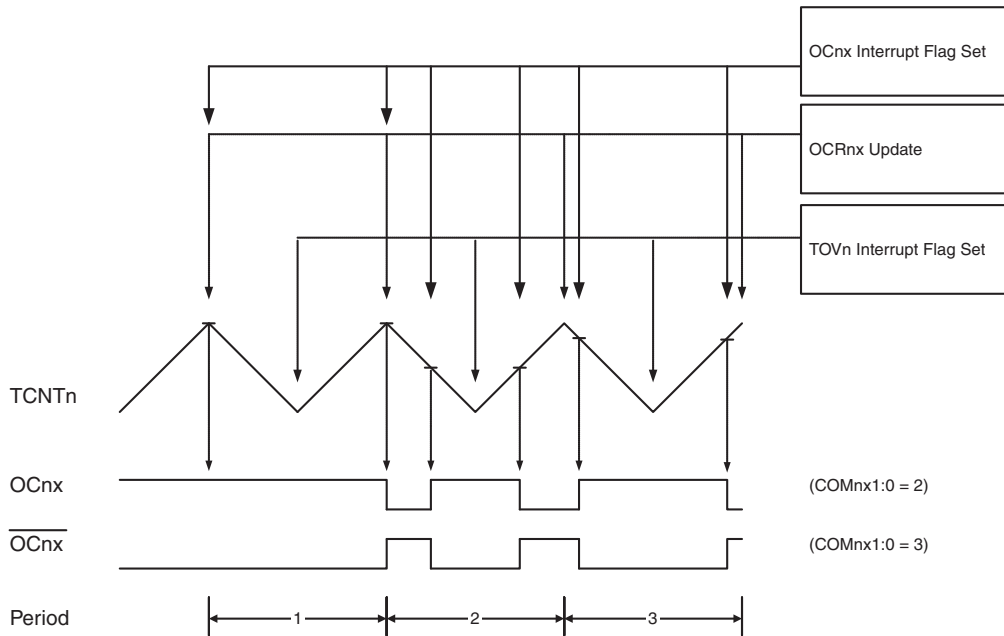 OCnx Interrupt Flag Set
OCRnx Update
TOVn Interrupt Flag Set
TCNTn
OCnx
(COMnx1:0 = 2)
OCnx
(COMnx1:0 = 3)
Period
1
2
3